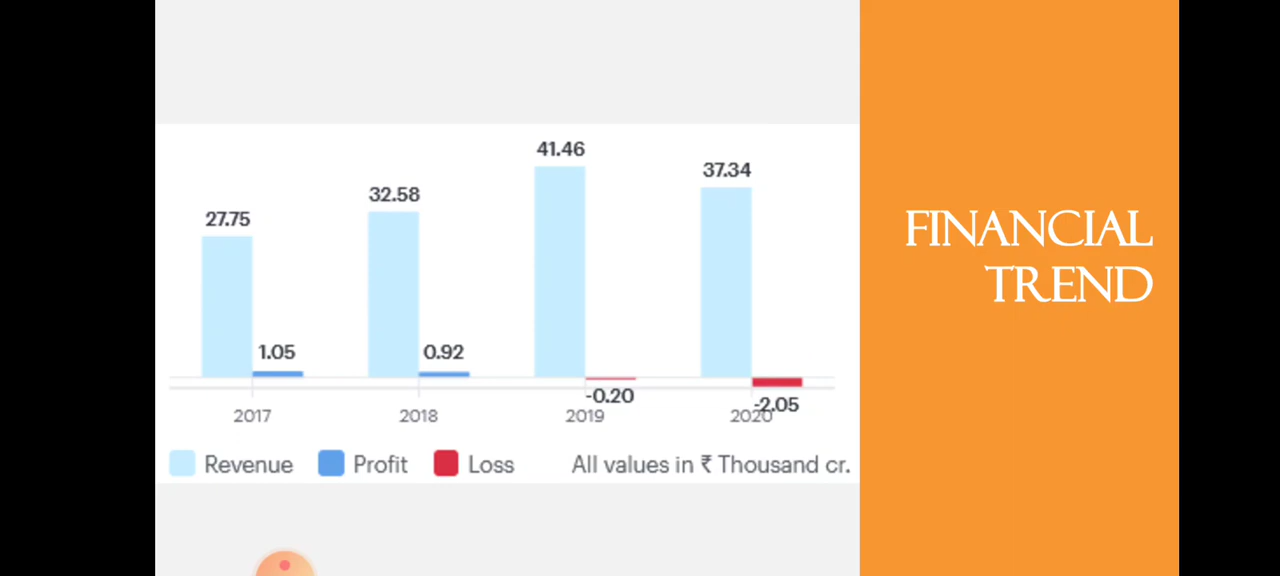 41.46
37.34
32.58
27.75
1.05
0.92
-0.20
-2.05
2017
2018
2019
2020
Revenue
Profit
Loss
All values in ₹ Thousand cr.
FINANCIAL
TREND